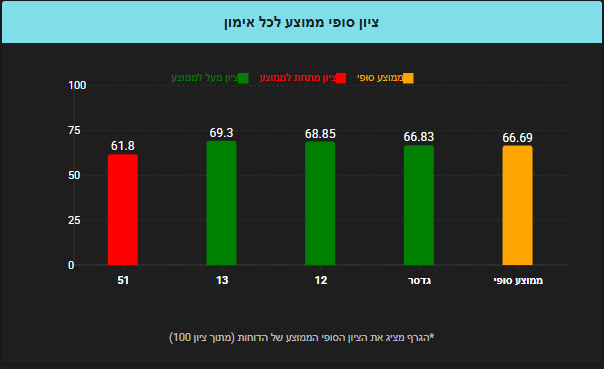 ציון סופי ממוצע לכל אימון
ממוצע סופי ציון מתחת לממוצע ציון מעל לממוצע
100
75
50
25
0
61.8 69.3 68.85 66.83 66.69
51 13 12 גדסר ממוצע סופי
*הגרף מציג את הציון הסופי הממוצע של הדוחות (מתוך ציון 100)